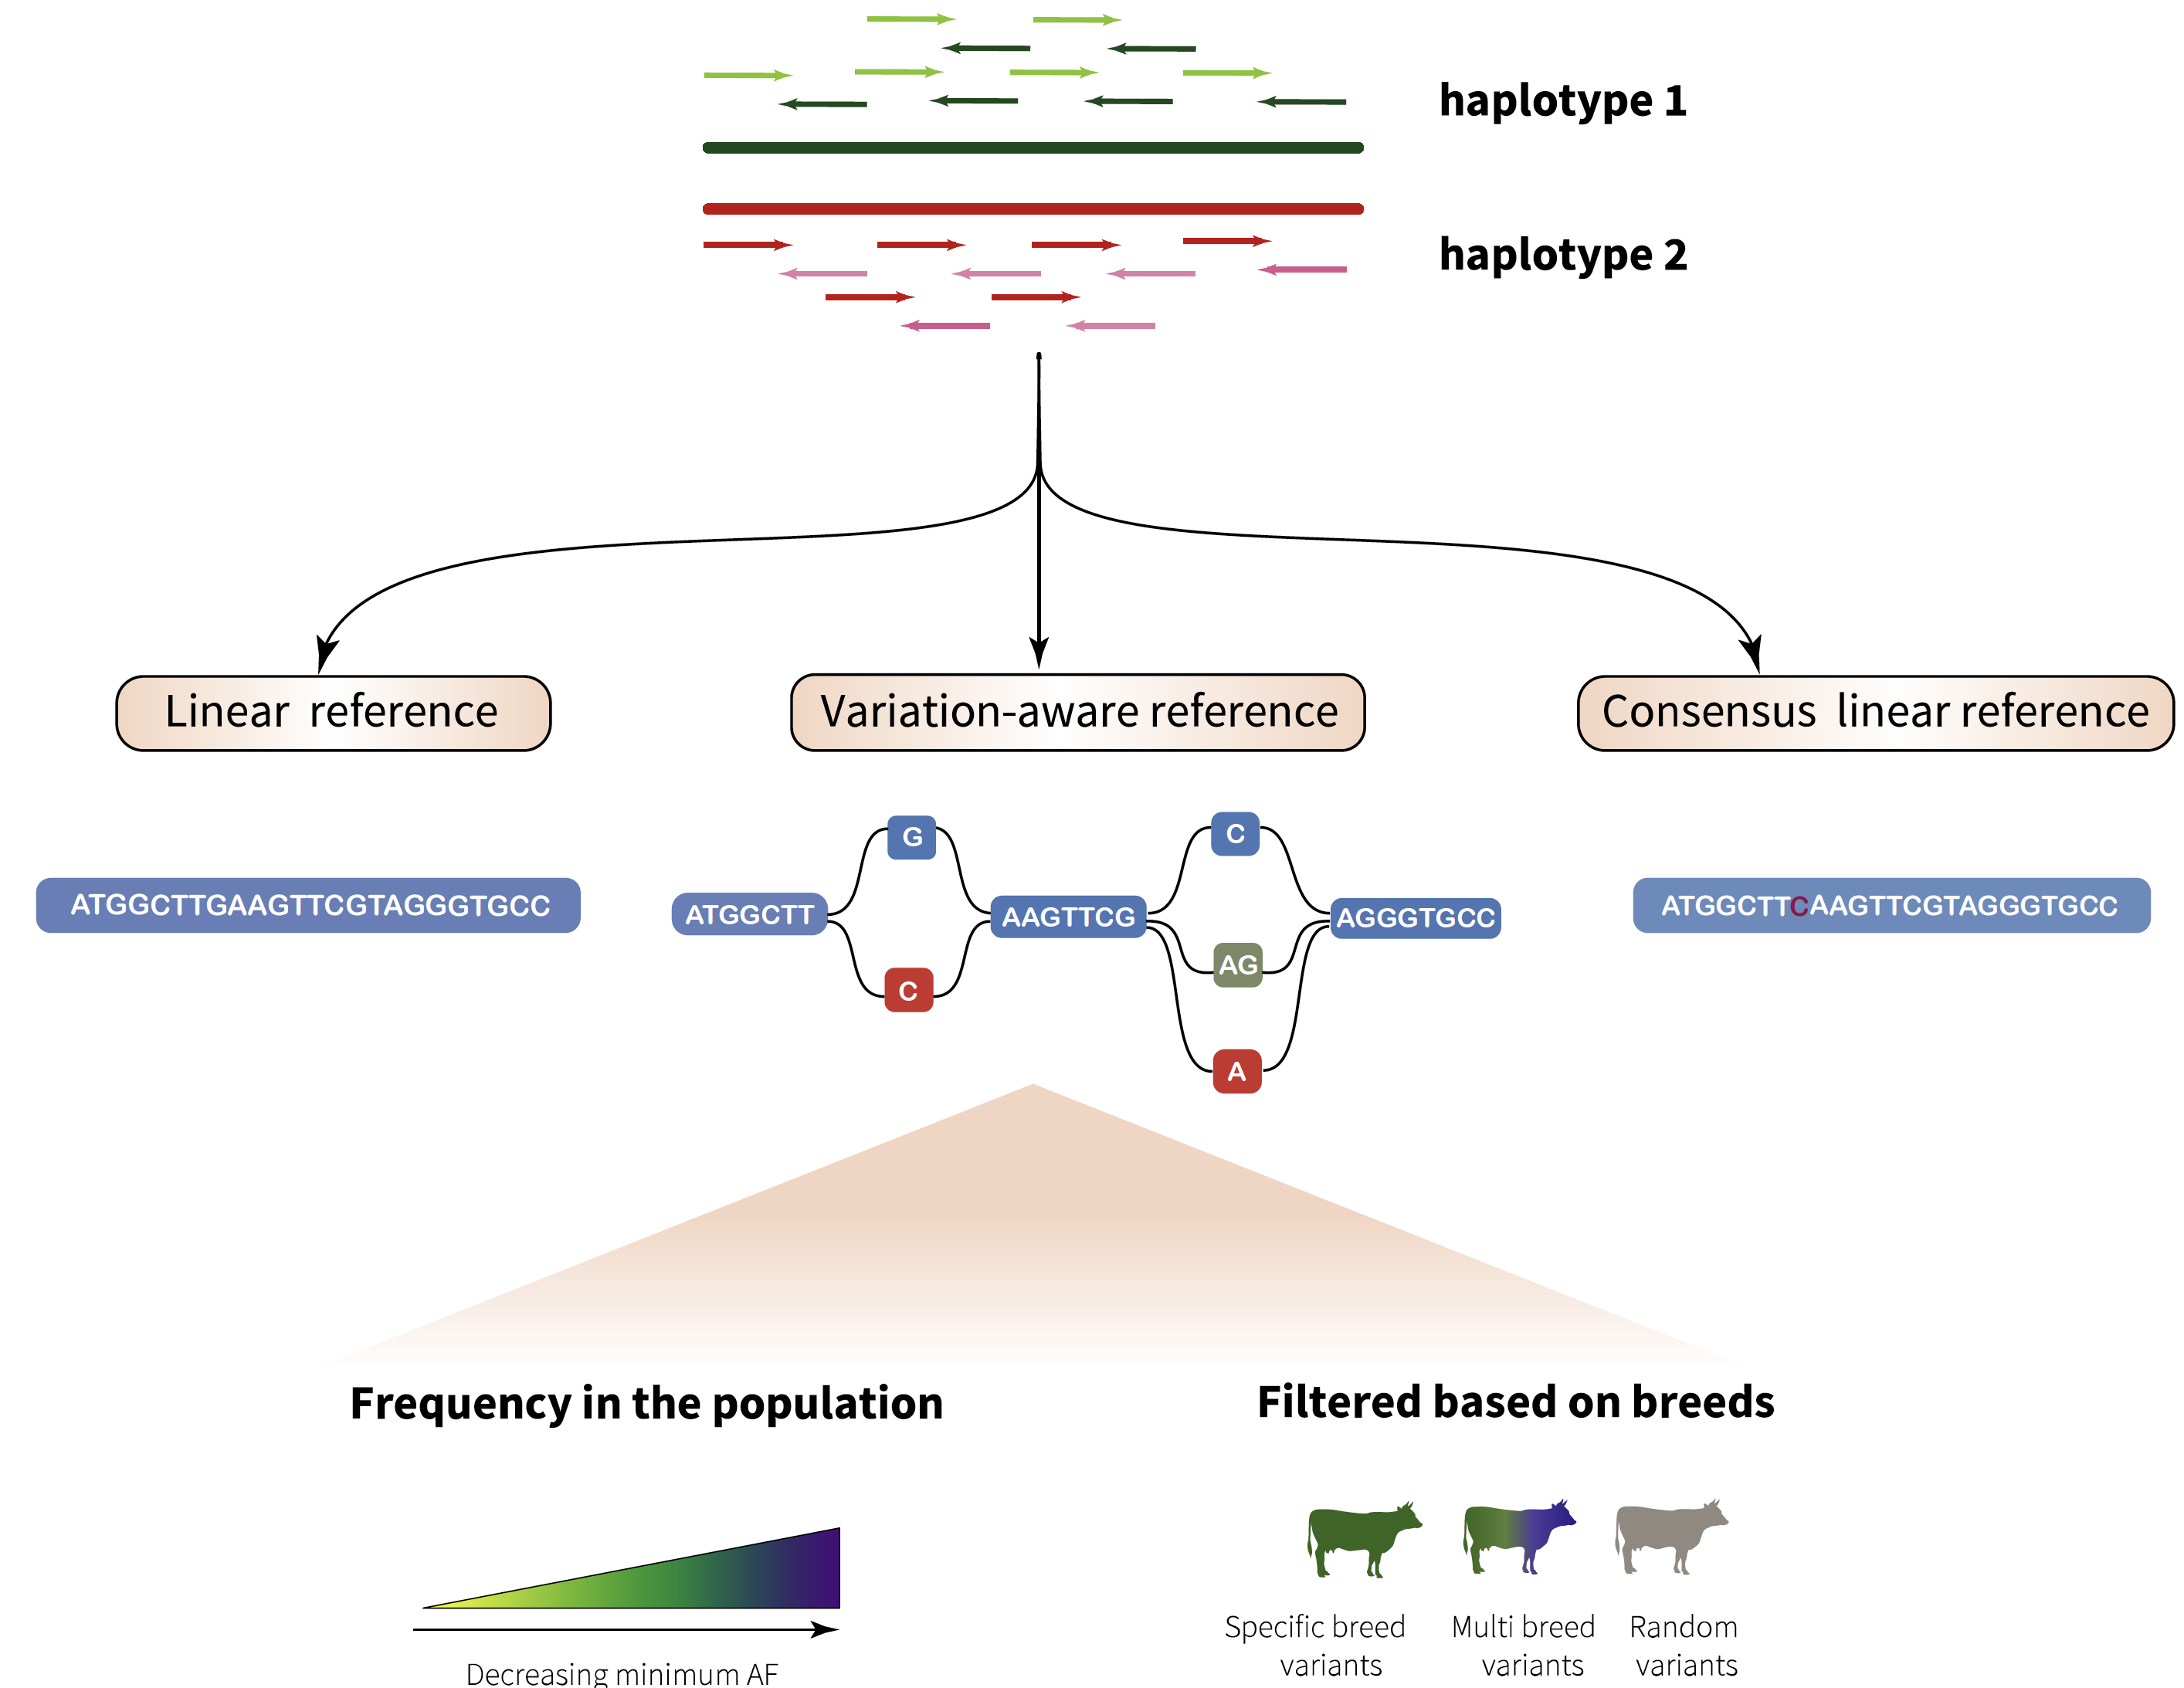 haplotype 1
haplotype 2
Linear reference
Variation-aware reference
Consensus linear reference
ATGGCTTGAAGTTCGTAGGGTGCC
ATGGCTT
G
C
AAGTTCG
C
AG
A
AGGGTGCC
ATGGCTTCAAGTTCGTAGGGTGCC
Frequency in the population
Filtered based on breeds
Decreasing minimum AF
Specific breed
variants
Multi breed
variants
Random
variants